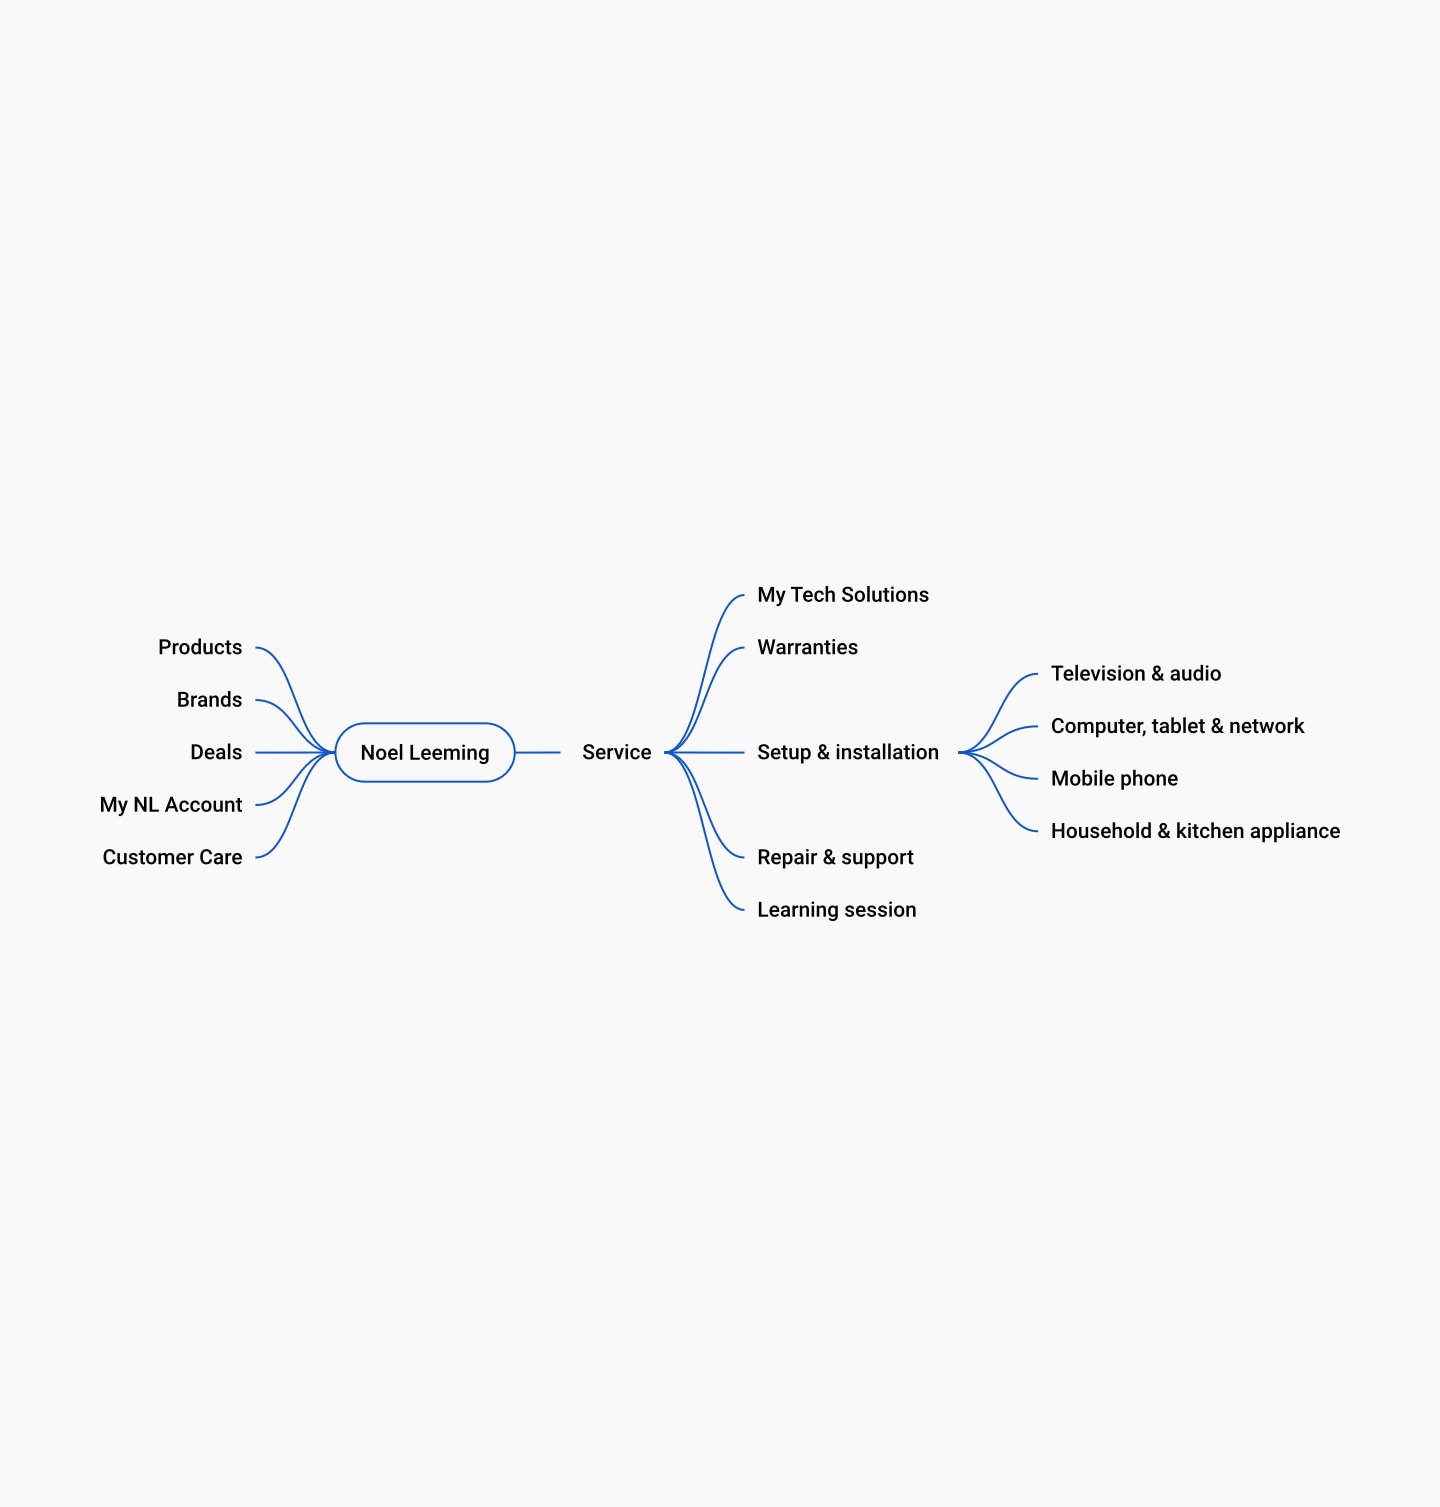 Products
Brands
Deals
My NL Account
Customer Care
Noel Leeming
Service
My Tech Solutions
Warranties
Setup & installation
Repair & support
Learning session
Television & audio
Computer, tablet & network
Mobile phone
Household & kitchen appliance